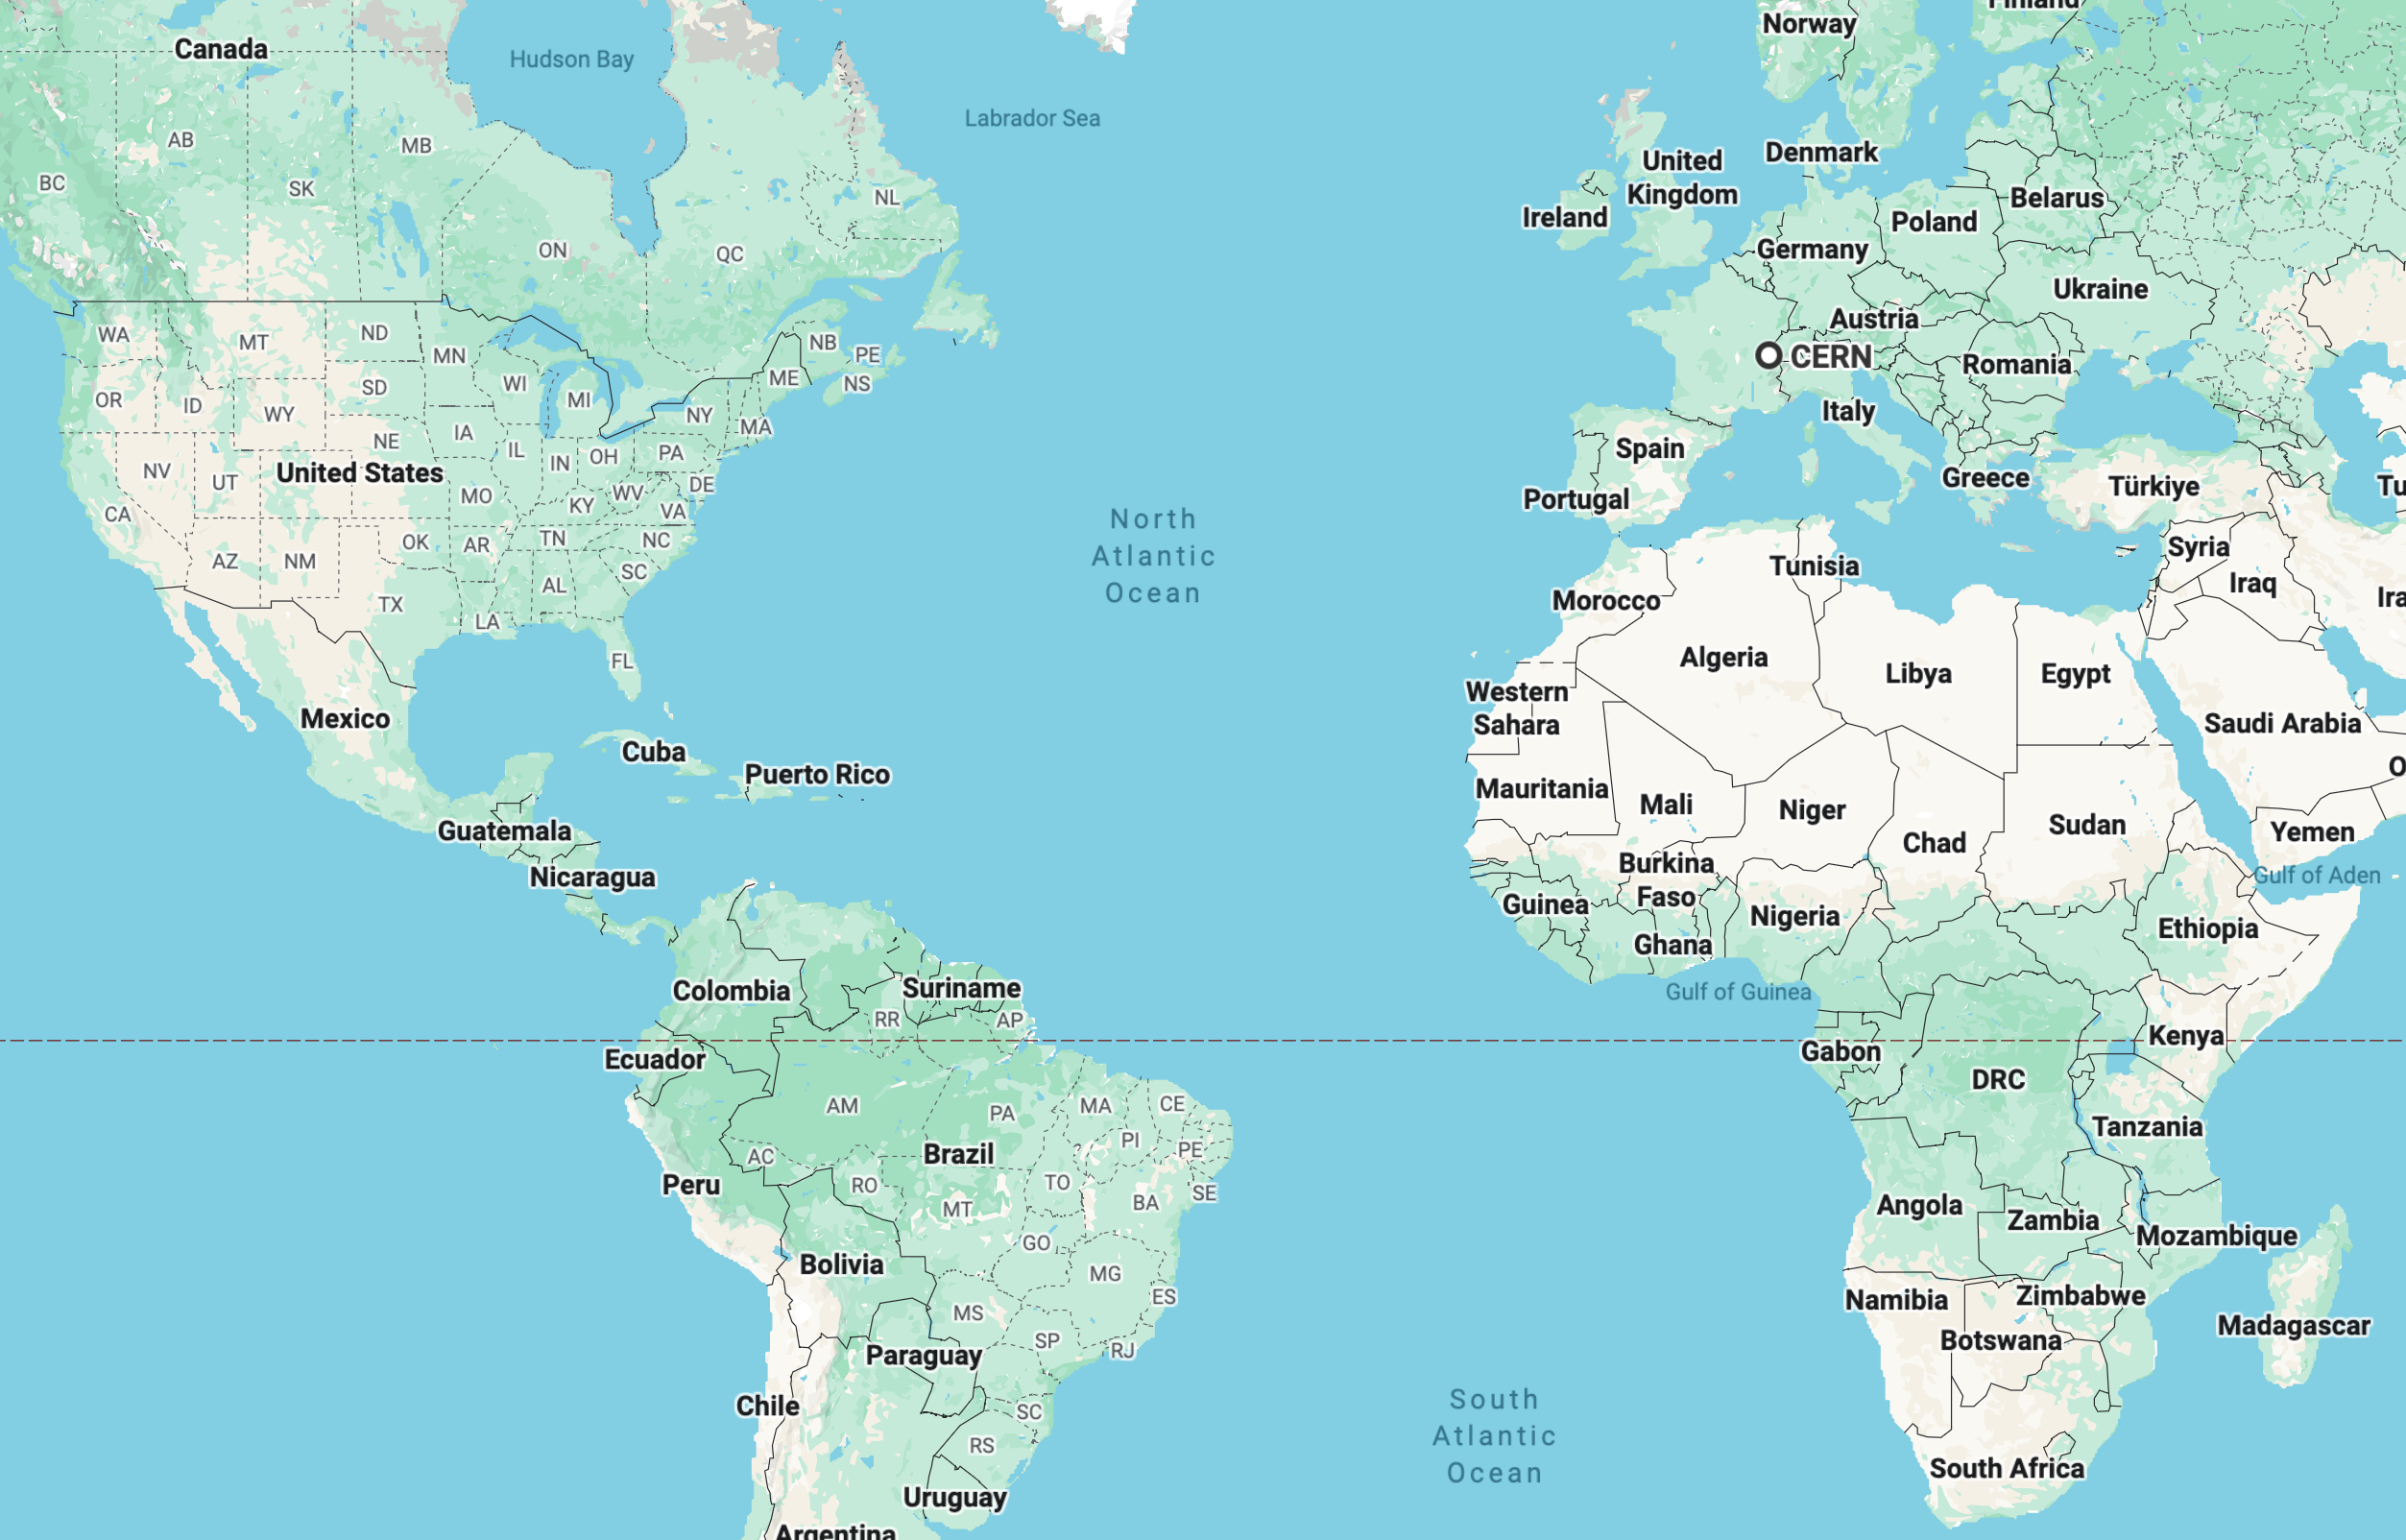 Finland
Norway
Canada
Hudson Bay
Labrador Sea
AB
MB
BC
SK
NL
ON
QC
United
Kingdom
Denmark
Ireland
Belarus
Poland
Germany
Ukraine
Austria
CERN
Romania
Italy
Spain
Portugal
Greece
Türkiye
Tu
WA
MT
ND
MN
NB
PE
OR
ID
WY
SD
WI
MI
ME
NS
NE
IA
NY
MA
NV
UT
United States
IL
IN
OH
PA
CA
MO
KY
WV
DE
VA
AZ
NM
OK
AR
TN
NC
TX
LA
AL
SC
FL
North
Atlantic
Ocean
Mexico
Cuba
Puerto Rico
Guatemala
Nicaragua
Tunisia
Syria
Iraq
Ira
Morocco
Algeria
Libya
Egypt
Western
Sahara
Saudi Arabia
O
Mauritania
Mali
Niger
Chad
Sudan
Yemen
Gulf of Aden
Burkina
Faso
Guinea
Ghana
Nigeria
Ethiopia
Gulf of Guinea
Colombia
Suriname
RR
AP
Ecuador
Gabon
Kenya
DRC
AM
PA
MA
CE
PI
PE
Tanzania
AC
Brazil
Peru
RO
TO
MT
BA
SE
Angola
Zambia
Mozambique
GO
Bolivia
MG
ES
MS
SP
RJ
Namibia
Zimbabwe
Botswana
Madagascar
Paraguay
Chile
SC
RS
South
Atlantic
Ocean
South Africa
Uruguay
Argentina